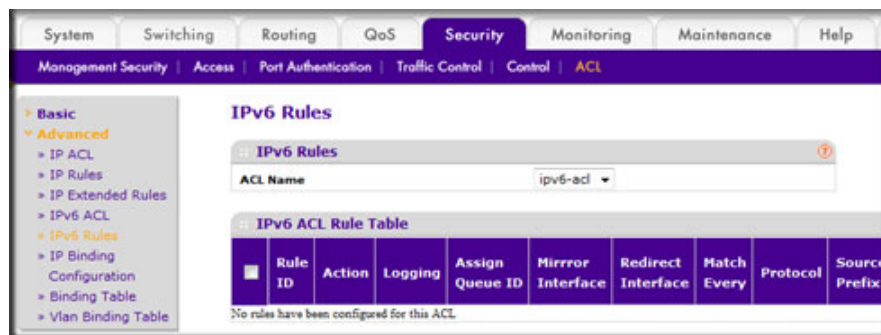 System Switching Routing QoS Security Monitoring Maintenance Help
Management Security | Access | Port Authentication | Traffic Control | Control | ACL
Basic
Advanced
» IP ACL
» IP Rules
» IP Extended Rules
» IPv6 ACL
» IPv6 Rules
» IP Binding
Configuration
» Binding Table
» Vlan Binding Table
IPv6 Rules
IPv6 Rules
ACL Name ipv6-acl
IPv6 ACL Rule Table
Rule ID Action Logging Assign Queue ID Mirrror Interface Redirect Interface Match Every Protocol Source Prefix
No rules have been configured for this ACL